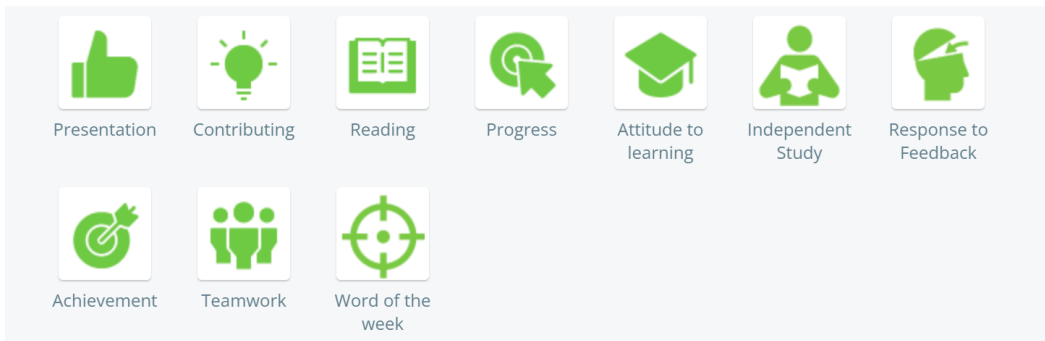 Presentation
Contributing
Reading
Progress
Attitude to
learning
Independent
Study
Response to
Feedback
Achievement
Teamwork
Word of the
week